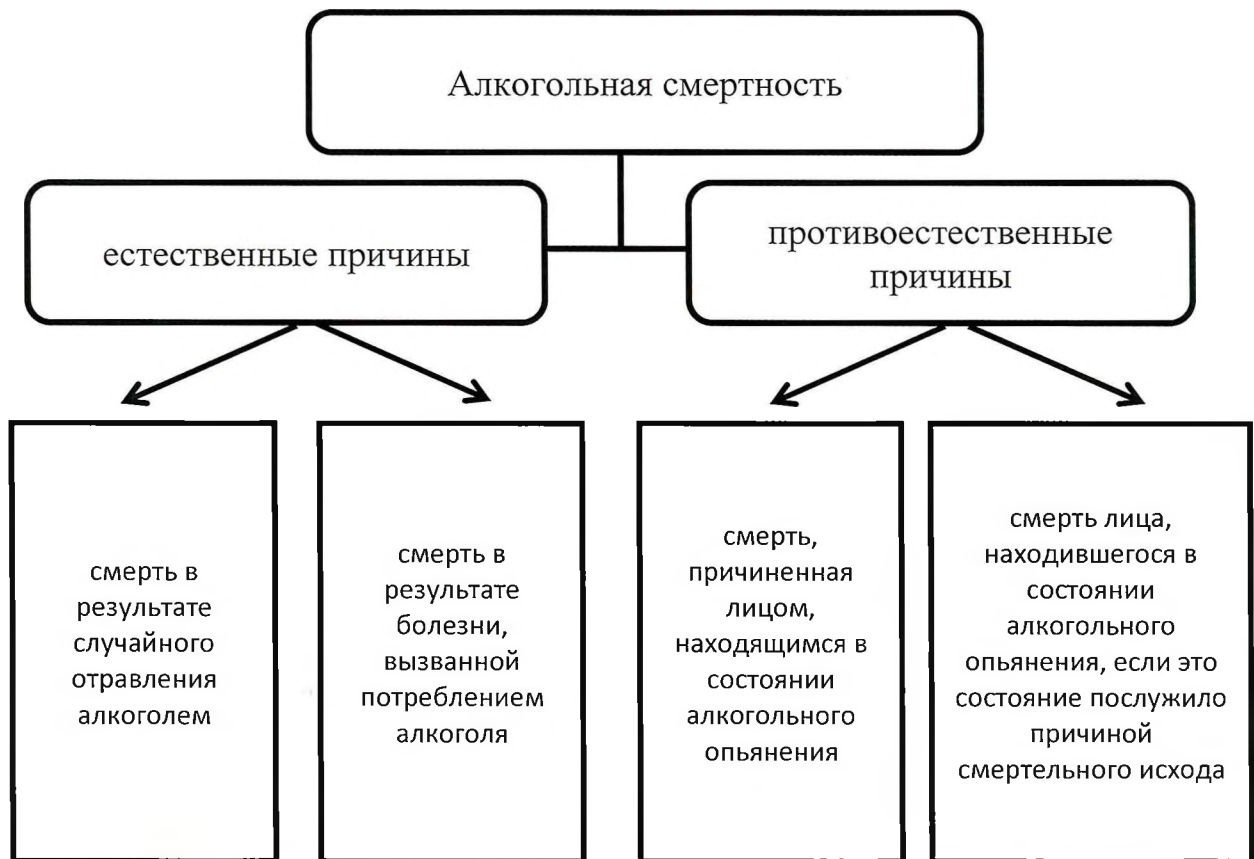 Алкогольная смертность
естественные причины
противоестественные
причины
смерть в
результате
случайного
отравления
алкоголем
смерть в
результате
болезни,
вызванной
потреблением
алкоголя
смерть,
причиненная
лицом,
находящимся в
состоянии
алкогольного
опьянения
смерть лица,
находившегося в
состоянии
алкогольного
опьянения, если это
состояние послужило
причиной
смертельного исхода